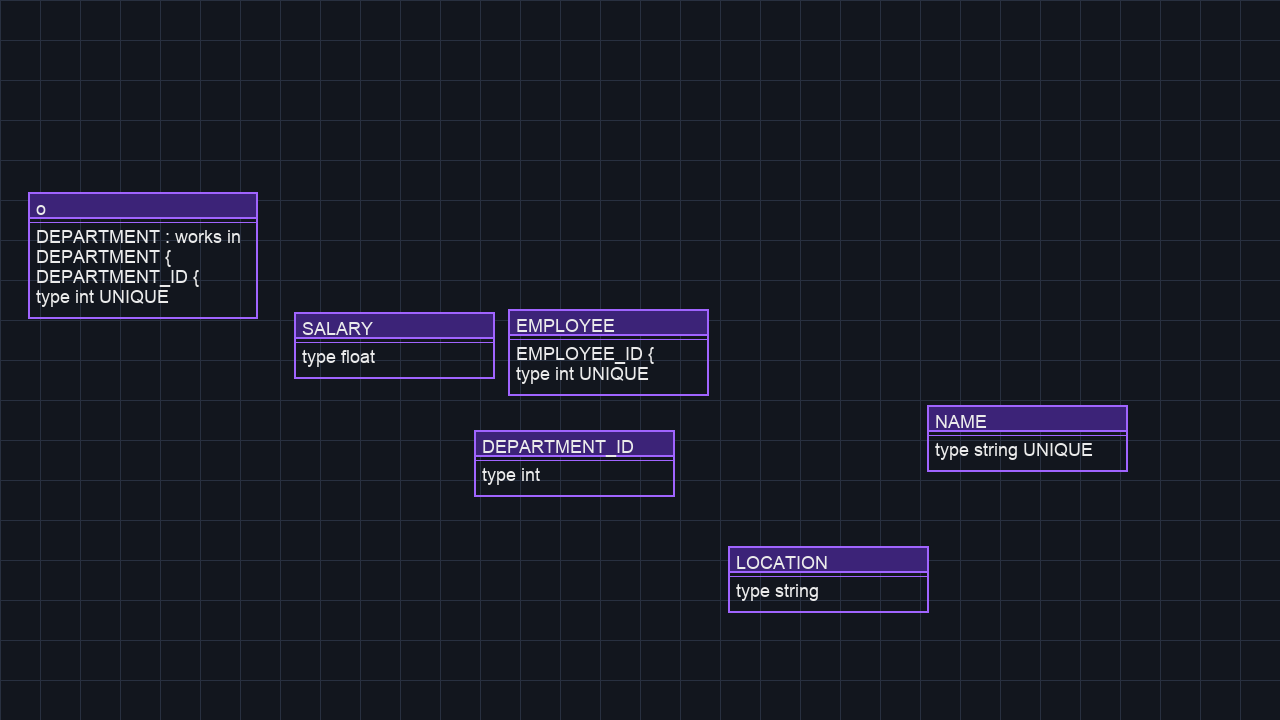 o
DEPARTMENT : works in
DEPARTMENT {
DEPARTMENT_ID {
type int UNIQUE
SALARY
type float
EMPLOYEE
EMPLOYEE_ID {
type int UNIQUE
DEPARTMENT_ID
type int
NAME
type string UNIQUE
LOCATION
type string